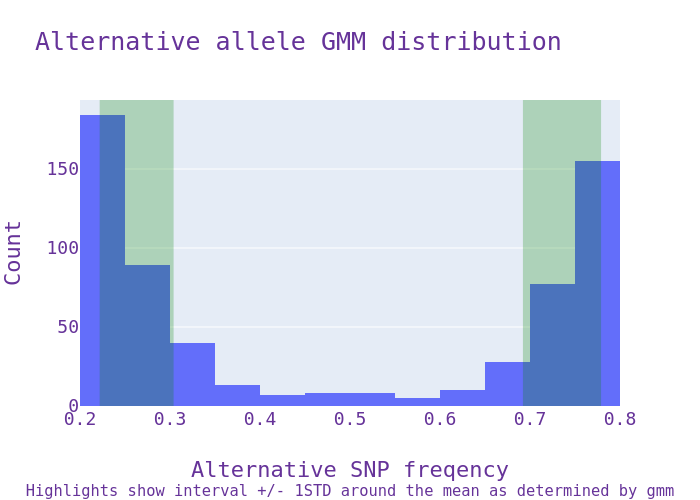 Alternative allele GMM distribution
Count
150
100
50
0
0.2 0.3 0.4 0.5 0.6 0.7 0.8
Alternative SNP freqency
Highlights show interval +/- 1STD around the mean as determined by gmm